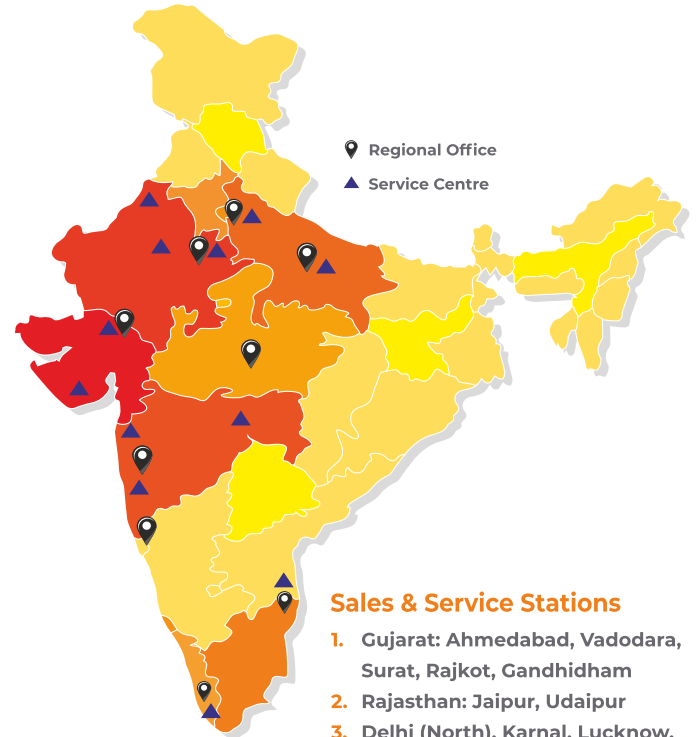 Regional Office
Service Centre
Sales & Service Stations
1. Gujarat: Ahmedabad, Vadodara,
Surat, Rajkot, Gandhidham
2. Rajasthan: Jaipur, Udaipur
3. Delhi (North), Karnal, Lucknow,